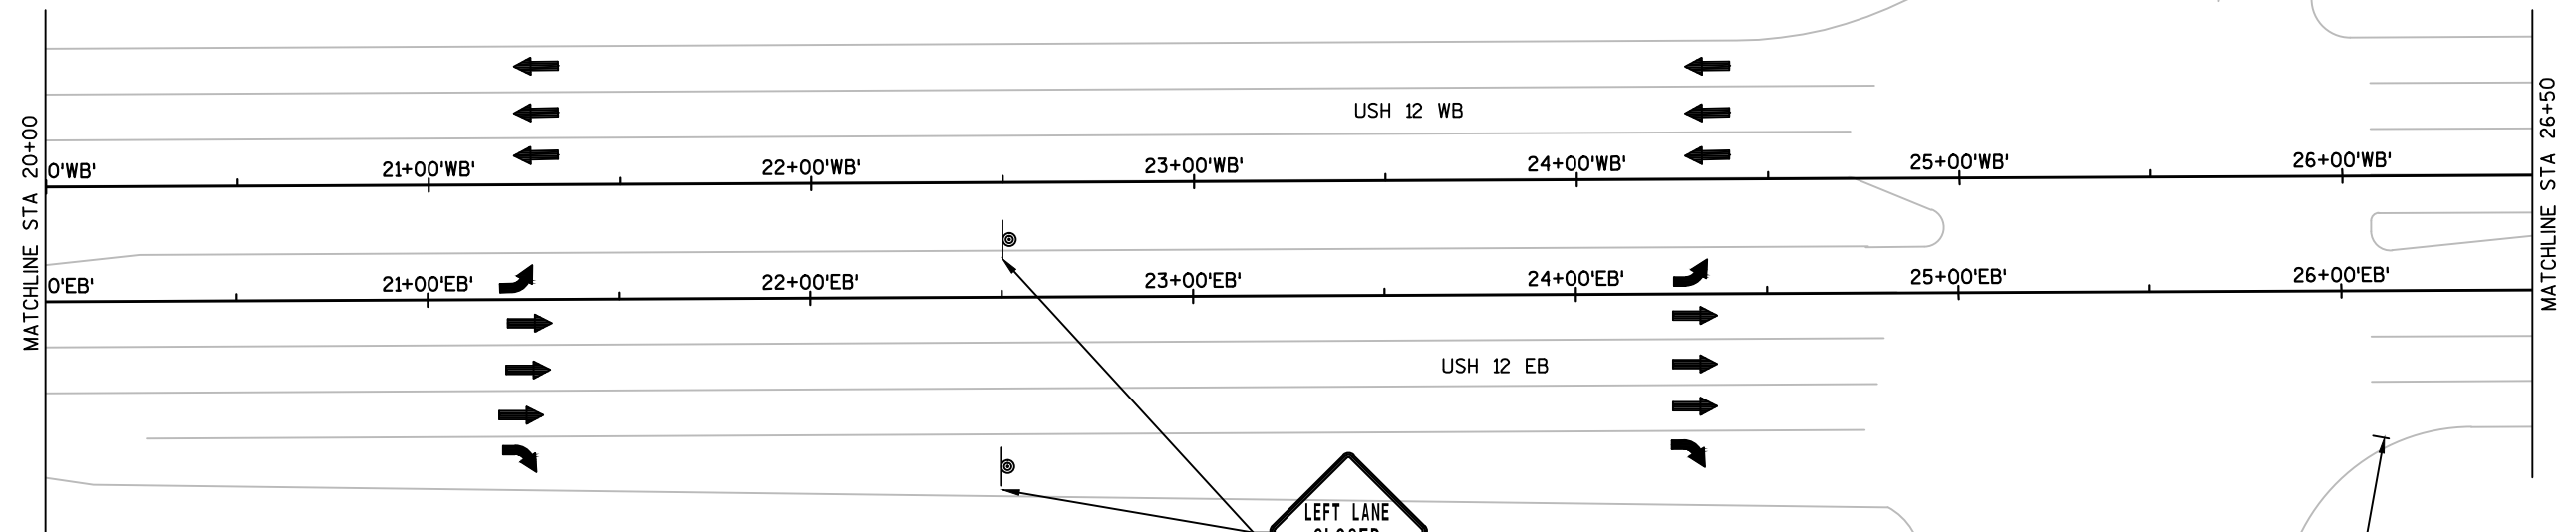 MATCHLINE STA 20+00
USH 12 WB
0'WB' 21+00'WB' 22+00'WB' 23+00'WB' 24+00'WB' 25+00'WB' 26+00'WB'
0'EB' 21+00'EB' 22+00'EB' 23+00'EB' 24+00'EB' 25+00'EB' 26+00'EB'
USH 12 EB
LEFT LANE
CLOSED
MATCHLINE STA 26+50